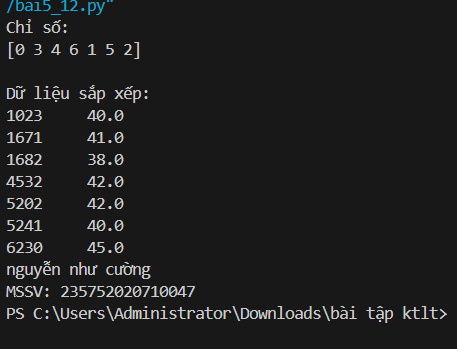 /bai5_12.py"
Chỉ số:
[0 3 4 6 1 5 2]
Dữ liệu sắp xếp:
1023 40.0
1671 41.0
1682 38.0
4532 42.0
5202 42.0
5241 40.0
6230 45.0
nguyễn như cường
MSSV: 235752020710047
PS C:\Users\Administrator\Downloads\bài tập ktlt>